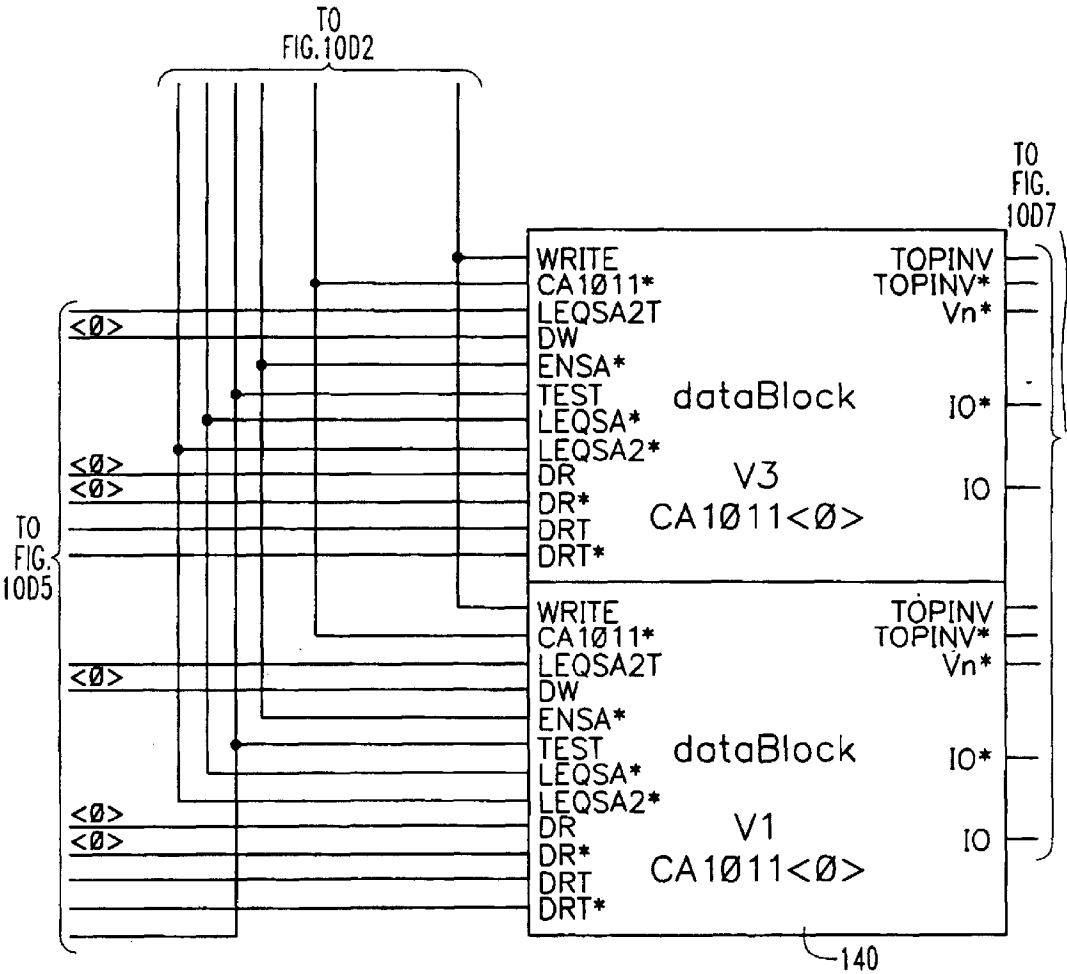 TO
FIG.10D2
TO
FIG.
10D7
WRITE
CA1Ø11*
LEQSA2T
DW
ENSA*
TEST
LEQSA*
LEQSA2*
DR
DR*
DRT
DRT*
TOPINV
TOPINV*
Vn*
IO*
IO
dataBlock
V3
CA1Ø11<Ø>
<Ø>
<Ø>
<Ø>
TO
FIG.
10D5
WRITE
CA1Ø11*
LEQSA2T
DW
ENSA*
TEST
LEQSA*
LEQSA2*
DR
DR*
DRT
DRT*
TOPINV
TOPINV*
Vn*
IO*
IO
dataBlock
V1
CA1Ø11<Ø>
<Ø>
<Ø>
<Ø>
140